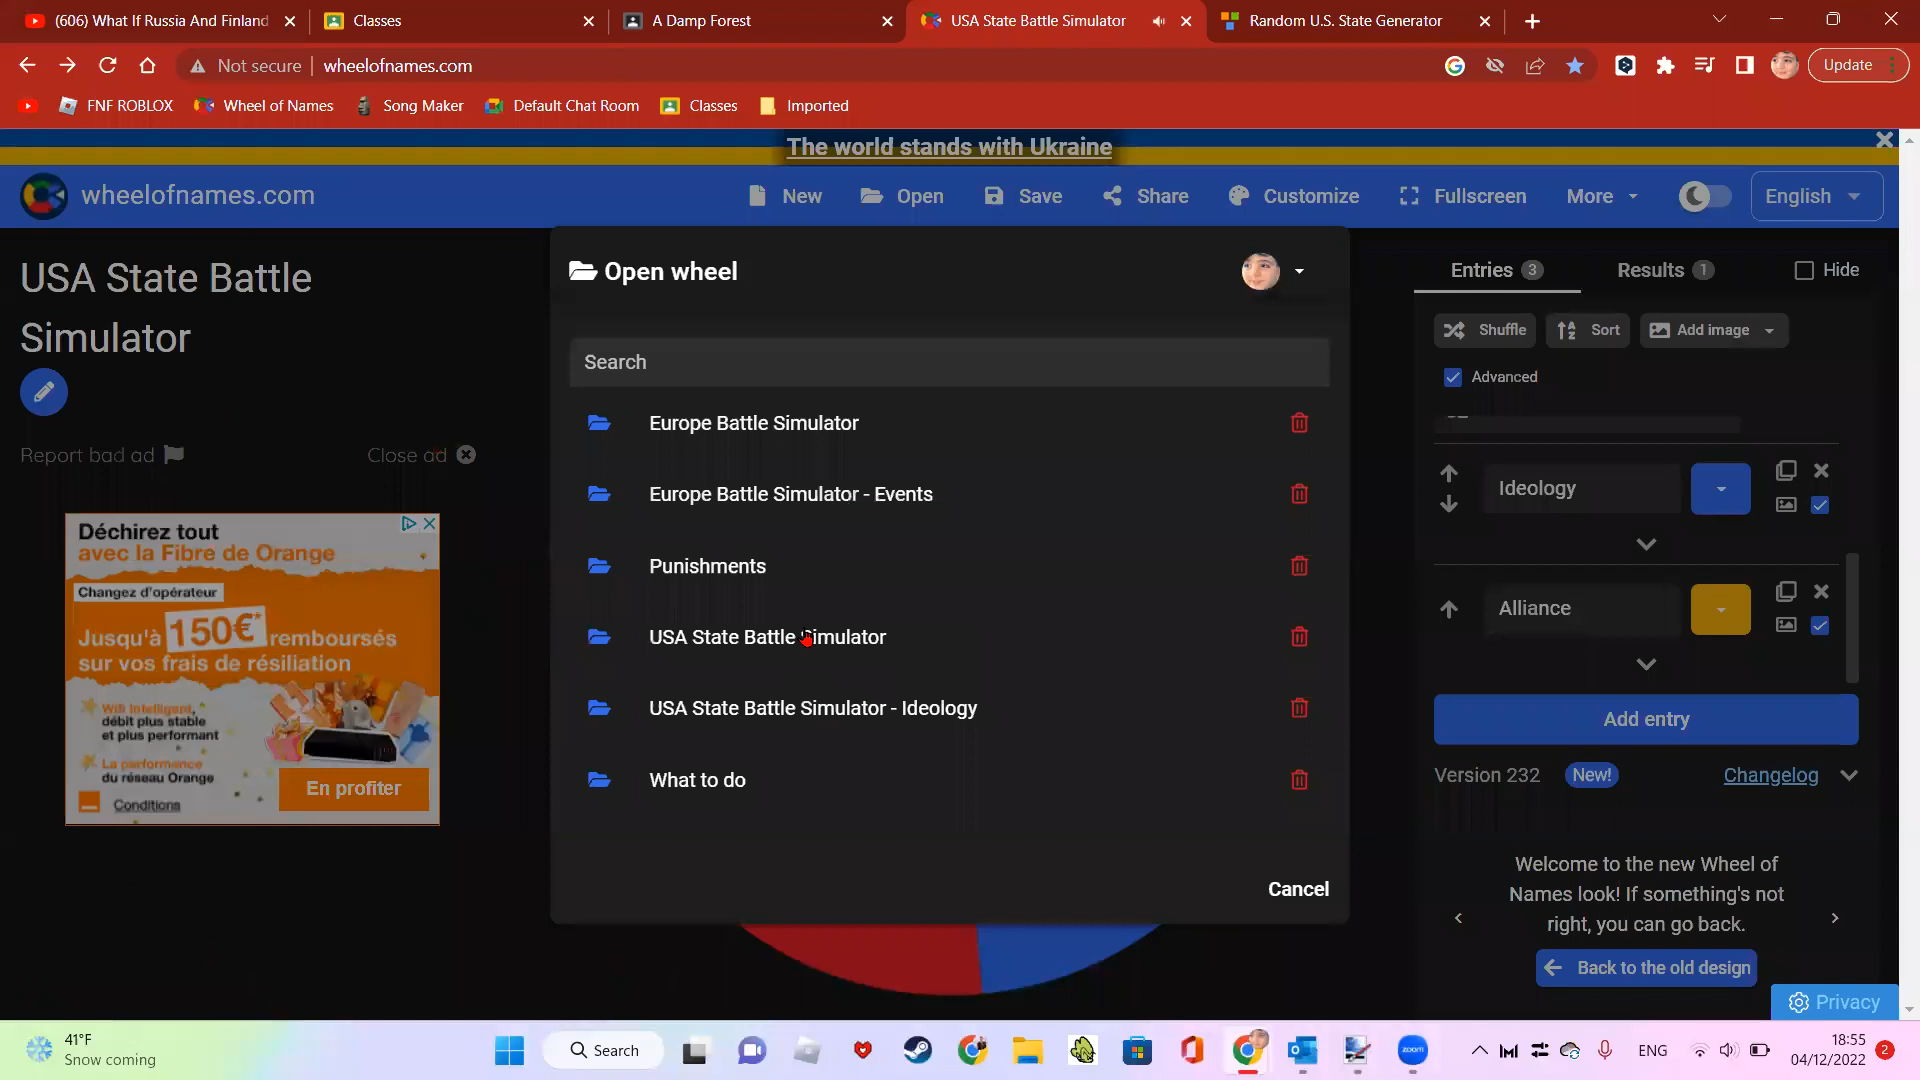 (606) What If Russia And Finland
Classes
A Damp Forest
USA State Battle Simulator
Random U.S. State Generator
Not secure
wheelofnames.com
Update
FNF ROBLOX
Wheel of Names
Song Maker
Default Chat Room
Classes
Imported
The world stands with Ukraine
wheelofnames.com
New
Open
Save
Share
Customize
Fullscreen
More
English
USA State Battle
Simulator
Report bad ad
Close ad
Déchirez tout
avec la Fibre de Orange
Changez d'opérateur
Jusqu'à 150€* remboursés
sur vos frais de résiliation
Wifi Intelligent,
débit plus stable
et plus performant
La performance
du réseau Orange
Conditions
En profiter
Open wheel
Search
Europe Battle Simulator
Europe Battle Simulator - Events
Punishments
USA State Battle Simulator
USA State Battle Simulator - Ideology
What to do
Cancel
Entries 3
Results 1
Hide
Shuffle
Sort
Add image
Advanced
Ideology
Alliance
Add entry
Version 232
New!
Changelog
Welcome to the new Wheel of
Names look! If something's not
right, you can go back.
Back to the old design
Privacy
41°F
Snow coming
Search
zoom
ENG
18:55
04/12/2022
2